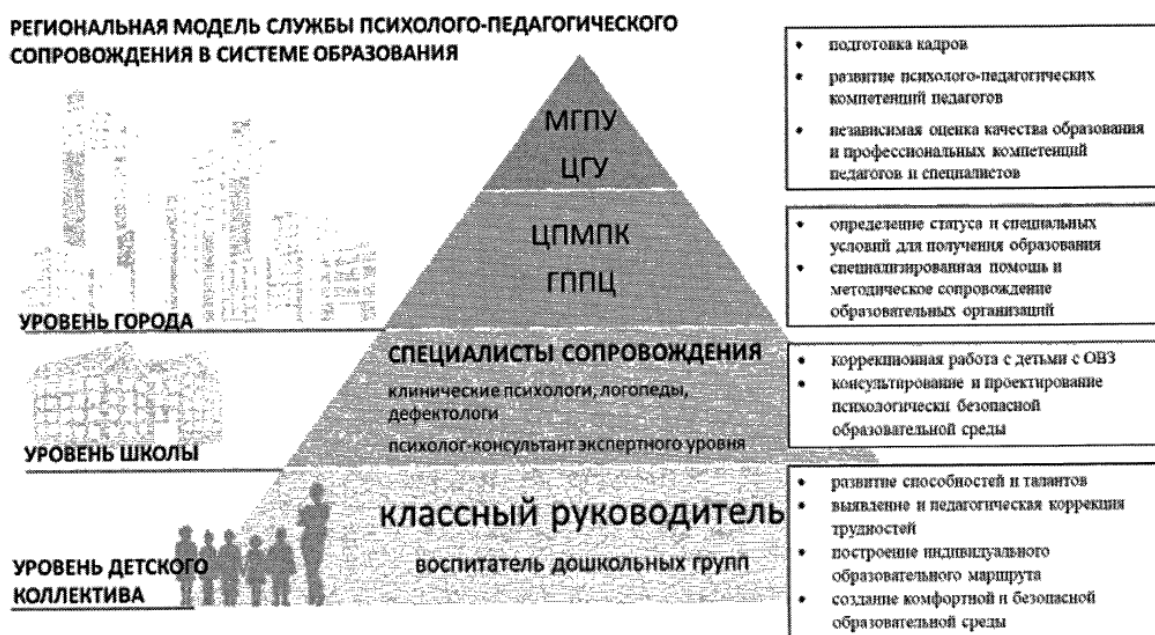 РЕГИОНАЛЬНАЯ МОДЕЛЬ СЛУЖБЫ ПСИХОЛОГО-ПЕДАГОГИЧЕСКОГО
СОПРОВОЖДЕНИЯ В СИСТЕМЕ ОБРАЗОВАНИЯ
МГПУ
ЦГУ
• подготовка кадров
• развитие психолого-педагогических
компетенций педагогов
• независимая оценка качества образования
и профессиональных компетенций
педагогов и специалистов
УРОВЕНЬ ГОРОДА
ЦПМПК
ГППЦ
• определение статуса и специальных
условий для получения образования
• специализированная помощь и
методическое сопровождение
образовательных организаций
УРОВЕНЬ ШКОЛЫ
СПЕЦИАЛИСТЫ СОПРОВОЖДЕНИЯ
клинические психологи, логопеды,
дефектологи
психолог-консультант экспертного уровня
• коррекционная работа с детьми с ОВЗ
• консультирование и проектирование
психологически безопасной
образовательной среды
УРОВЕНЬ ДЕТСКОГО
КОЛЛЕКТИВА
классный руководитель
воспитатель дошкольных групп
• развитие способностей и талантов
• выявление и педагогическая коррекция
трудностей
• построение индивидуального
образовательного маршрута
• создание комфортной и безопасной
образовательной среды